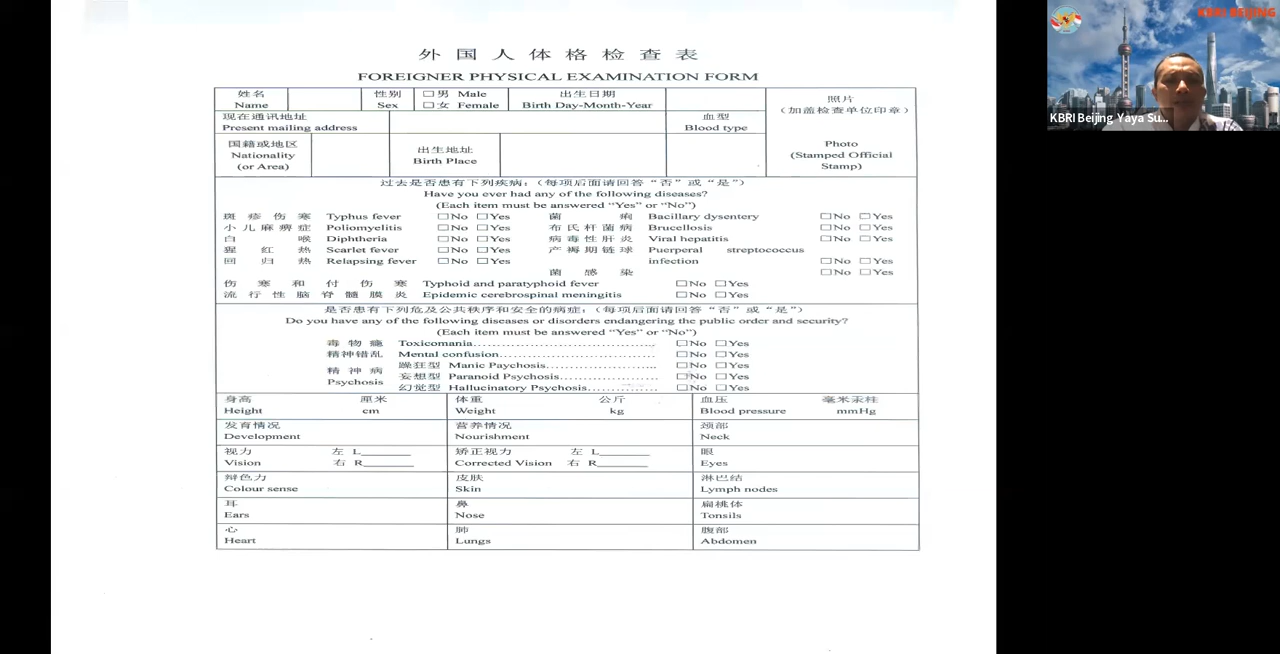 外国人体格检查表
FOREIGNER PHYSICAL EXAMINATION FORM
姓名 性别 □男 Male 出生日期 照片
Name Sex □女 Female Birth Day-Month-Year (加盖检查单位印章)
现在通讯地址 血型
Present mailing address Blood type
国籍或地区 出生地址 Photo
Nationality Birth Place (Stamped Official
(or Area) Stamp)
过去是否患有下列疾病：(每项后面请回答“否”或“是”)
Have you ever had any of the following diseases?
(Each item must be answered “Yes” or “No”)
斑疹伤寒 Typhus fever □No □Yes 菌痢 Bacillary dysentery □No □Yes
小儿麻痹症 Poliomyelitis □No □Yes 布氏杆菌病 Brucellosis □No □Yes
白喉 Diphtheria □No □Yes 病毒性肝炎 Viral hepatitis □No □Yes
猩红热 Scarlet fever □No □Yes 产褥期链球 Puerperal streptococcus
回归热 Relapsing fever □No □Yes infection □No □Yes
菌感染 □No □Yes
伤寒和付伤寒 Typhoid and paratyphoid fever □No □Yes
流行性脑脊髓膜炎 Epidemic cerebrospinal meningitis □No □Yes
是否患有下列危及公共秩序和安全的病症：(每项后面请回答“否”或“是”)
Do you have any of the following diseases or disorders endangering the public order and security?
(Each item must be answered “Yes” or “No”)
毒物瘾 Toxicomania □No □Yes
精神错乱 Mental confusion □No □Yes
精神病 躁狂型 Manic Paychosis □No □Yes
Psychosis 妄想型 Paranoid Psychosis □No □Yes
幻觉型 Hallucinatory Psychosis □No □Yes
身高 厘米 体重 公斤 血压 毫米汞柱
Height cm Weight kg Blood pressure mmHg
发育情况 营养情况 颈部
Development Nourishment Neck
视力 左 L______ 矫正视力 左 L______ 眼
Vision 右 R______ Corrected Vision 右 R______ Eyes
辩色力 皮肤 淋巴结
Colour sense Skin Lymph nodes
耳 鼻 扁桃体
Ears Nose Tonsils
心 肺 腹部
Heart Lungs Abdomen
KBRI BEIJING
KBRI Beijing Yaya Su...